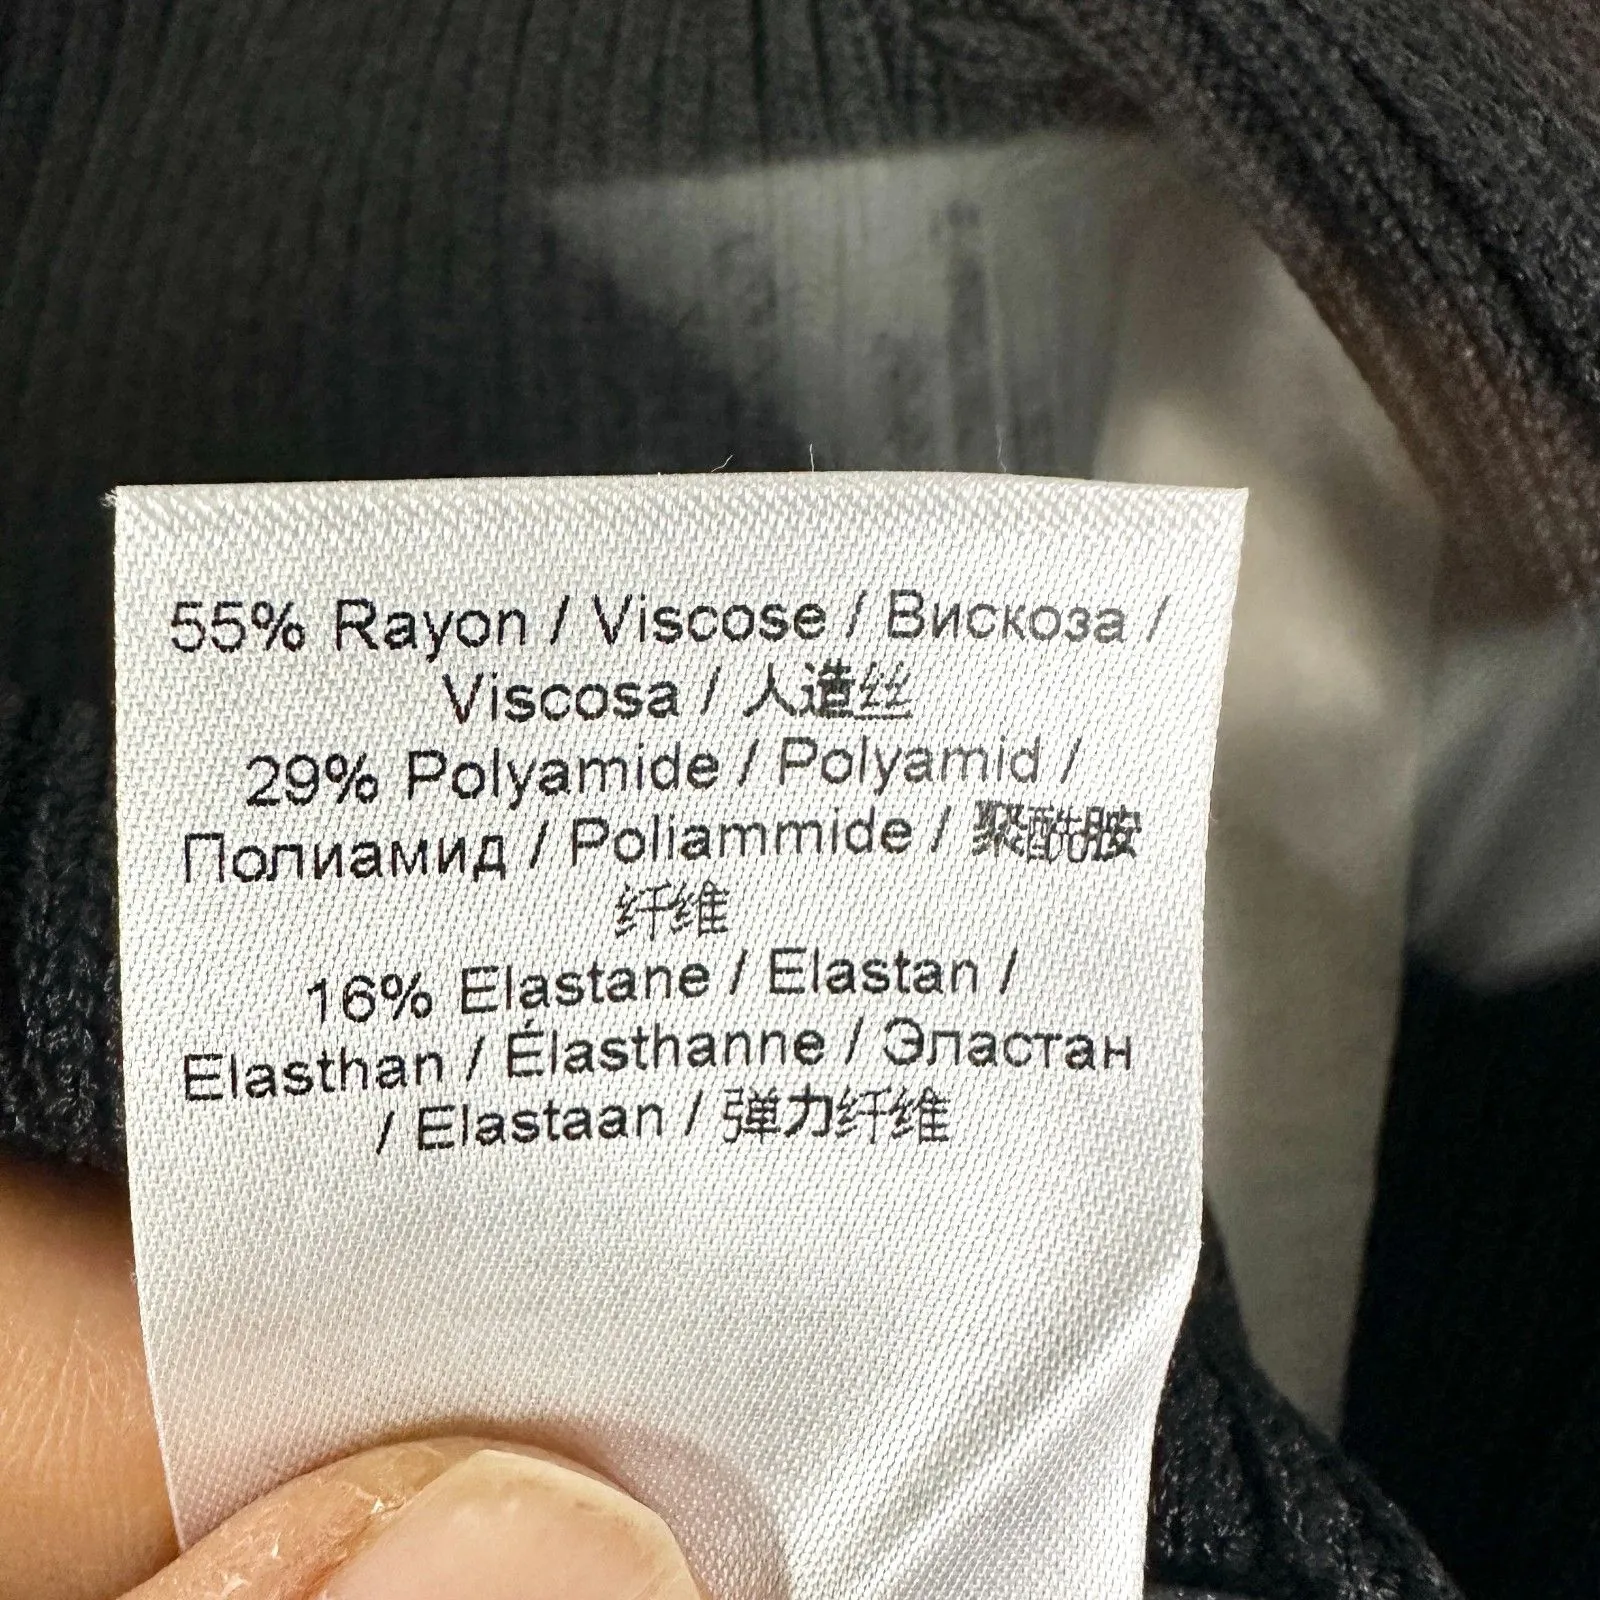 55% Rayon / Viscose / Вискоза /
Viscosa / 人造丝
29% Polyamide / Polyamid /
Полиамид / Poliammide / 聚酰胺
纤维
16% Elastane / Elastan /
Elasthan / Élasthanne / Эластан
/ Elastaan / 弹力纤维